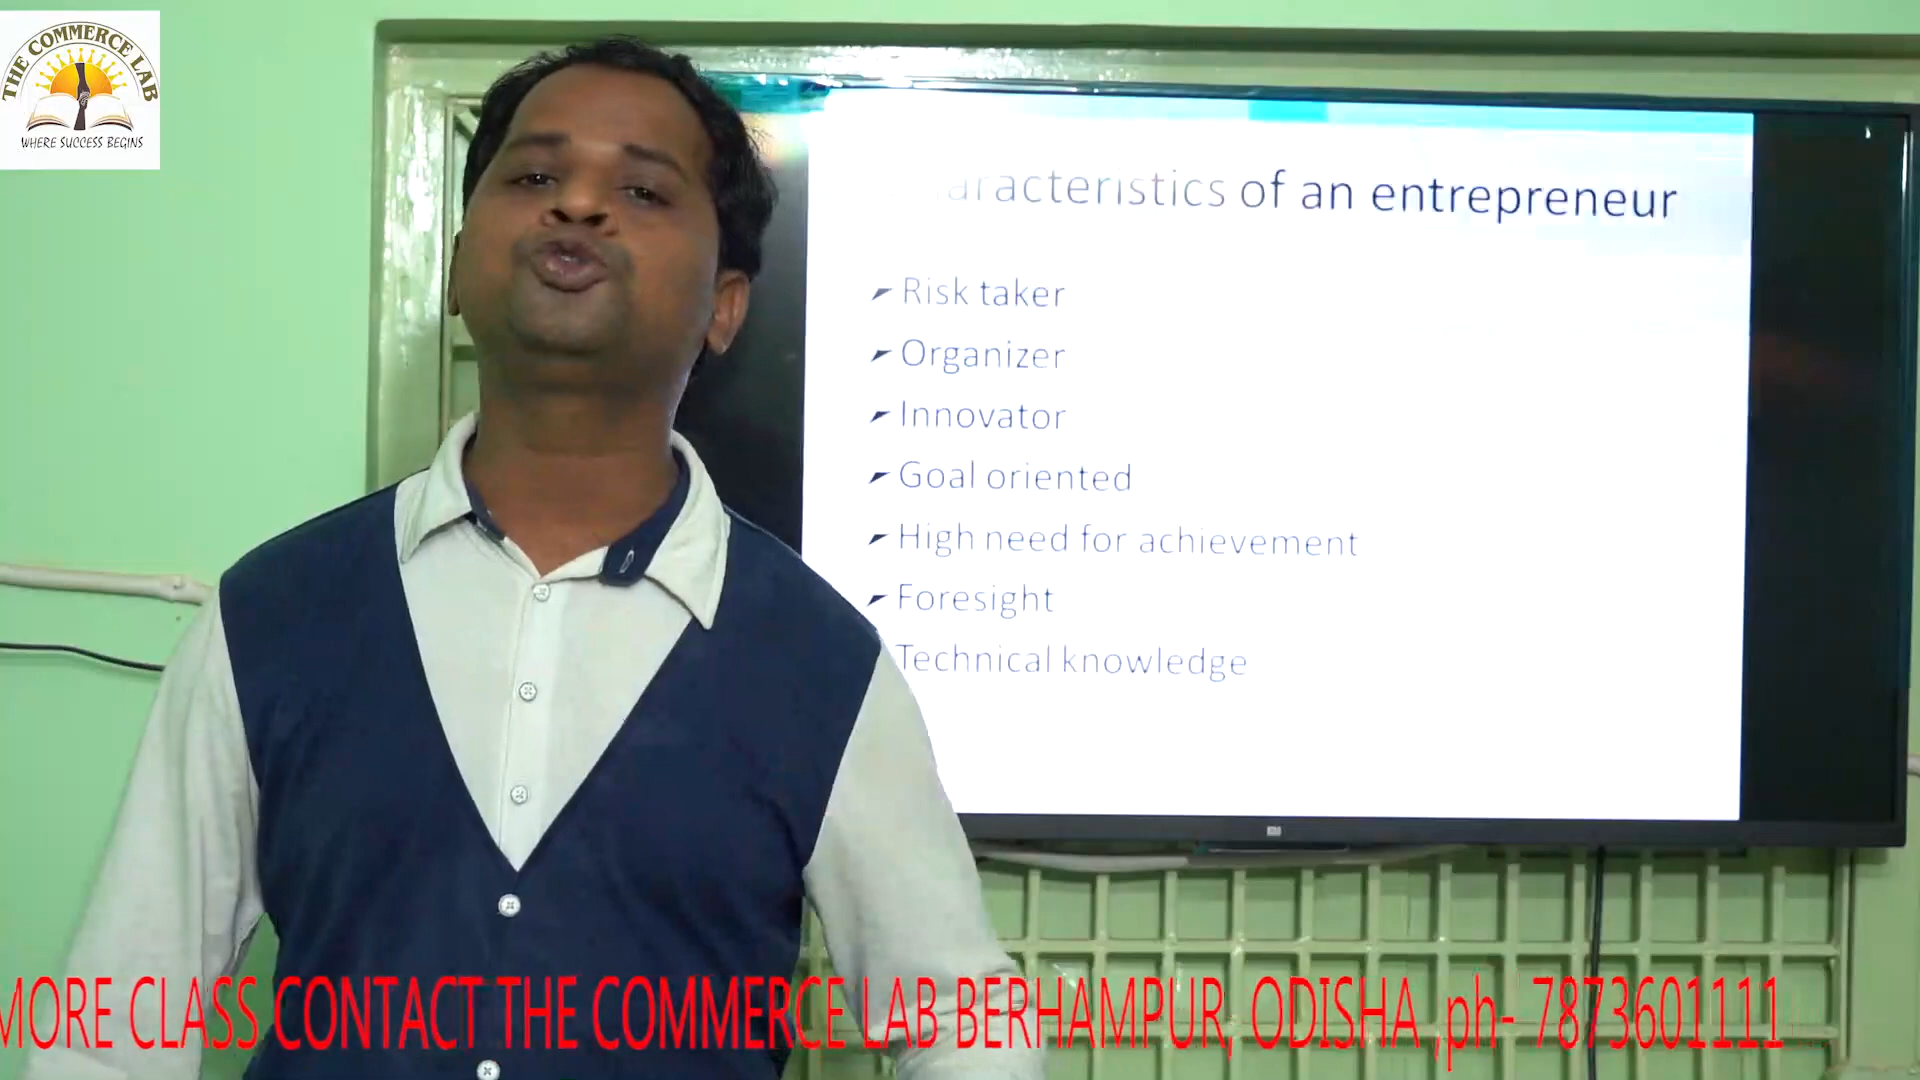 THE COMMERCE LAB
WHERE SUCCESS BEGINS
aracteristics of an entrepreneur
Risk taker
Organizer
Innovator
Goal oriented
High need for achievement
Foresight
Technical knowledge
MORE CLASS CONTACT THE COMMERCE LAB BERHAMPUR, ODISHA ,ph- 7873601111